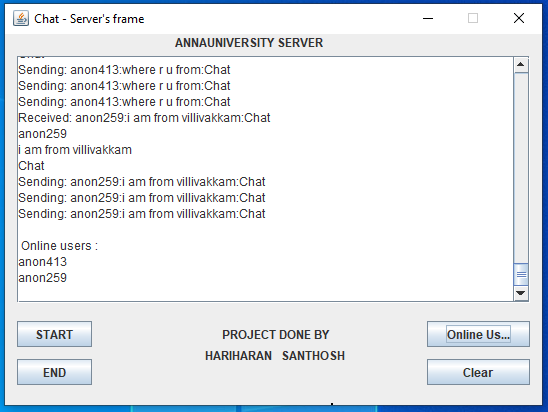 Chat - Server's frame
ANNAUNIVERSITY SERVER
Chat
Sending: anon413:where r u from:Chat
Sending: anon413:where r u from:Chat
Sending: anon413:where r u from:Chat
Received: anon259:i am from villivakkam:Chat
anon259
i am from villivakkam
Chat
Sending: anon259:i am from villivakkam:Chat
Sending: anon259:i am from villivakkam:Chat
Sending: anon259:i am from villivakkam:Chat
Online users :
anon413
anon259
START
PROJECT DONE BY
Online Us...
HARIHARAN SANTHOSH
END
Clear